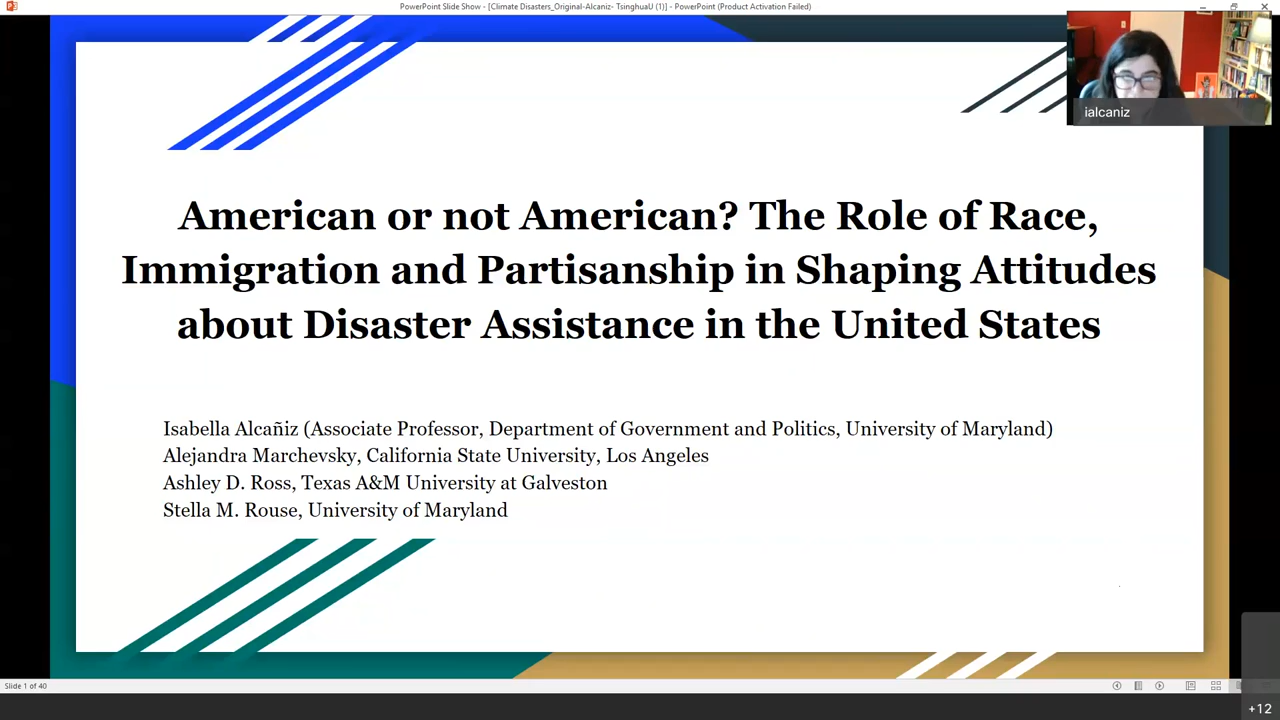 PowerPoint Slide Show - [Climate Disasters_Original-Alcaniz- TsinghuaU (1)] - PowerPoint (Product Activation Failed)
ialcaniz
American or not American? The Role of Race,
Immigration and Partisanship in Shaping Attitudes
about Disaster Assistance in the United States
Isabella Alcañiz (Associate Professor, Department of Government and Politics, University of Maryland)
Alejandra Marchevsky, California State University, Los Angeles
Ashley D. Ross, Texas A&M University at Galveston
Stella M. Rouse, University of Maryland
Slide 1 of 40
+12